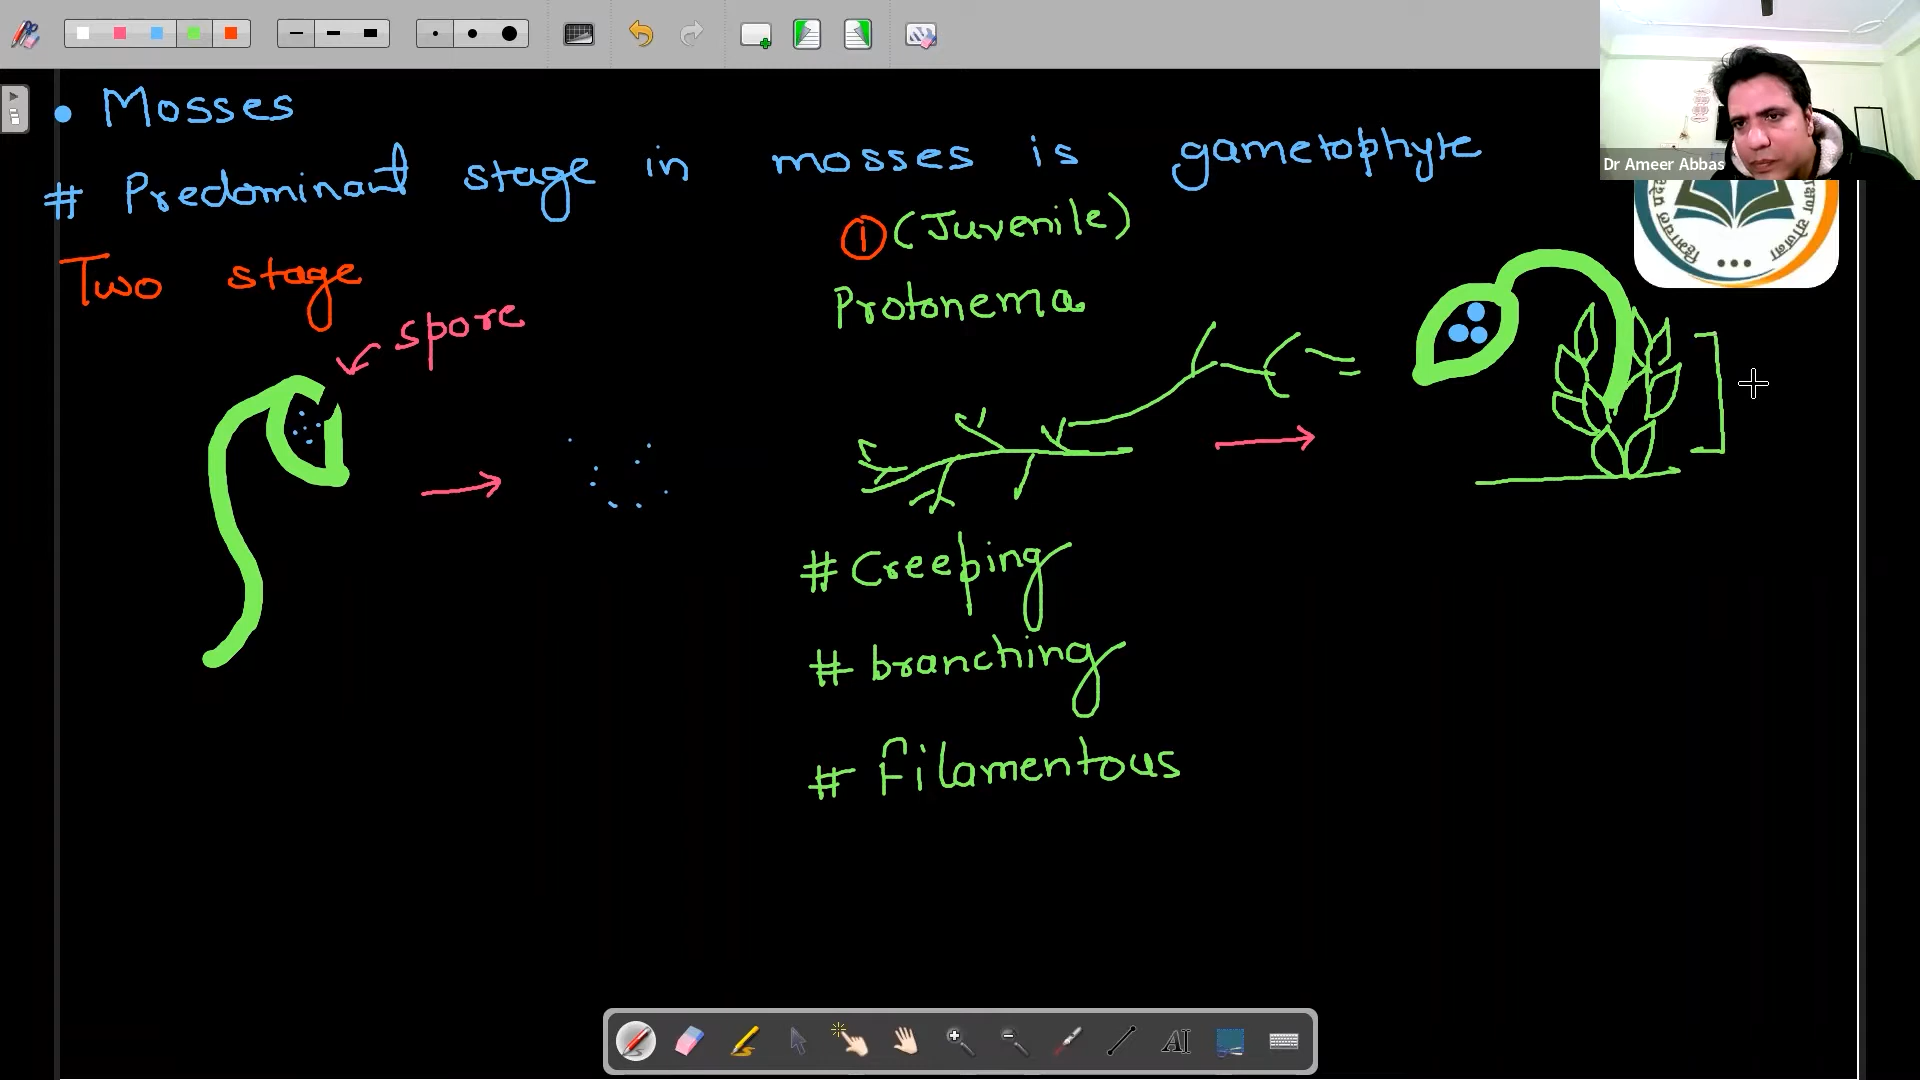 • Mosses
# Predominant stage in mosses is gametophyte
Two stage
① (Juvenile)
Protonema
spore
# Creeping
# branching
# Filamentous
Dr Ameer Abbas
AI